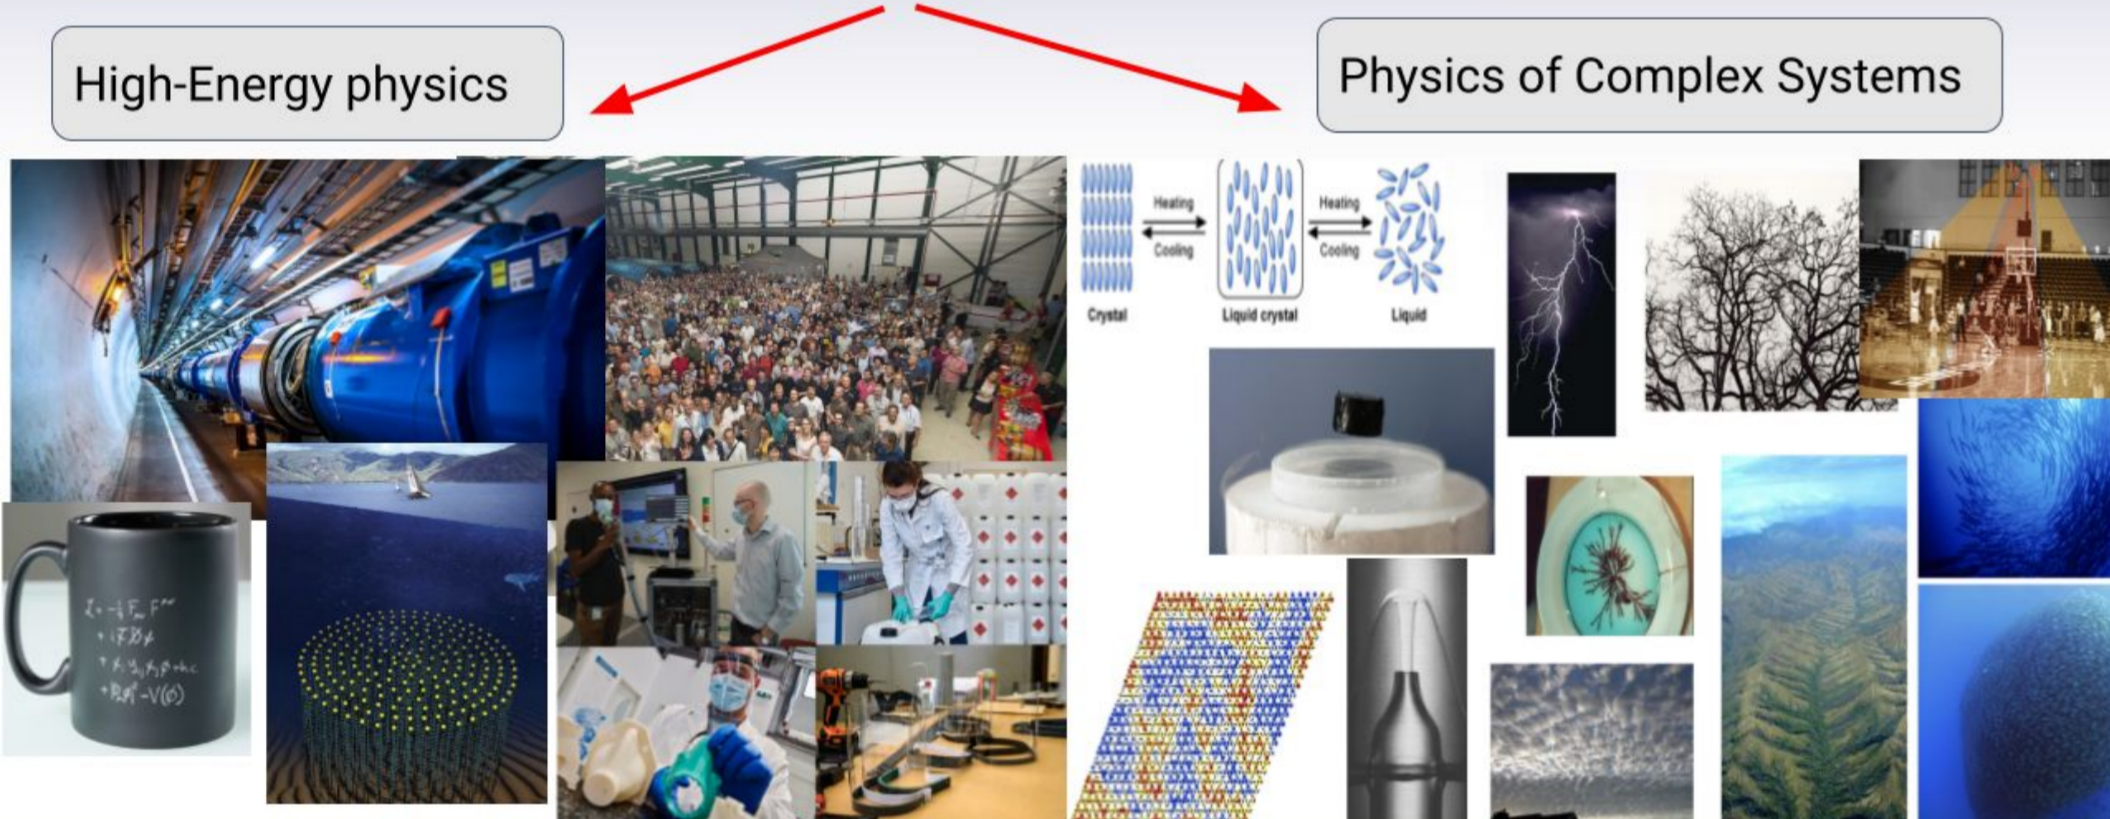 High-Energy physics
Physics of Complex Systems
Heating
Cooling
Heating
Cooling
Crystal
Liquid crystal
Liquid